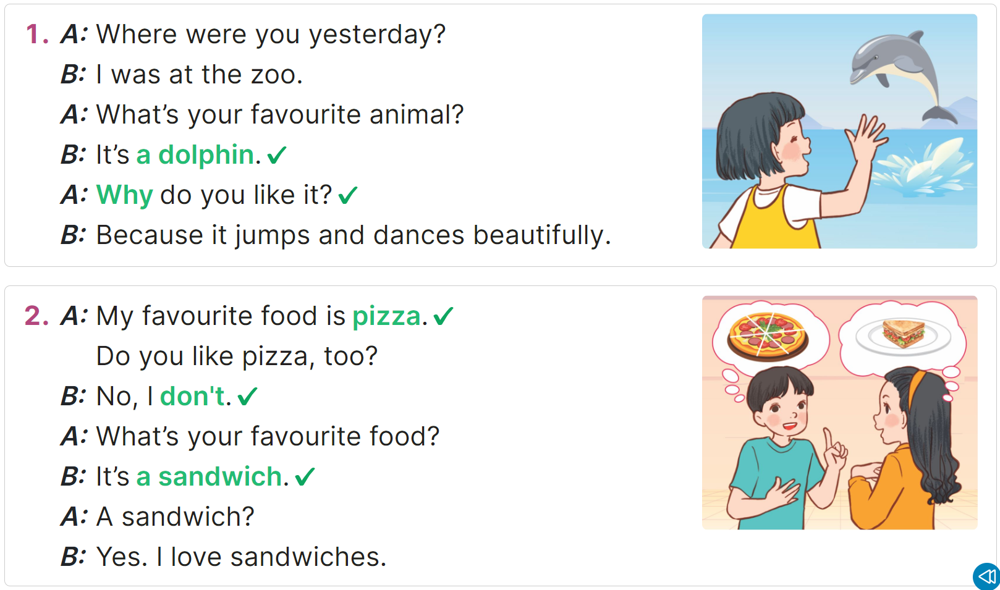 1. A: Where were you yesterday?
B: I was at the zoo.
A: What’s your favourite animal?
B: It’s a dolphin. ✓
A: Why do you like it? ✓
B: Because it jumps and dances beautifully.
2. A: My favourite food is pizza. ✓
Do you like pizza, too?
B: No, I don't. ✓
A: What’s your favourite food?
B: It’s a sandwich. ✓
A: A sandwich?
B: Yes. I love sandwiches.